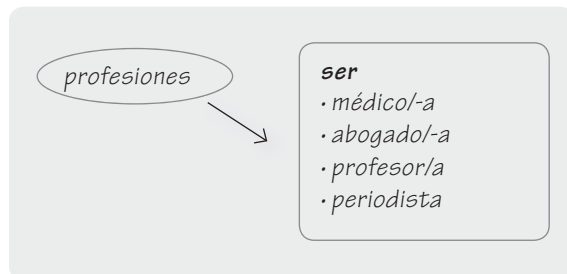 profesiones
ser
· médico/-a
· abogado/-a
· profesor/a
· periodista